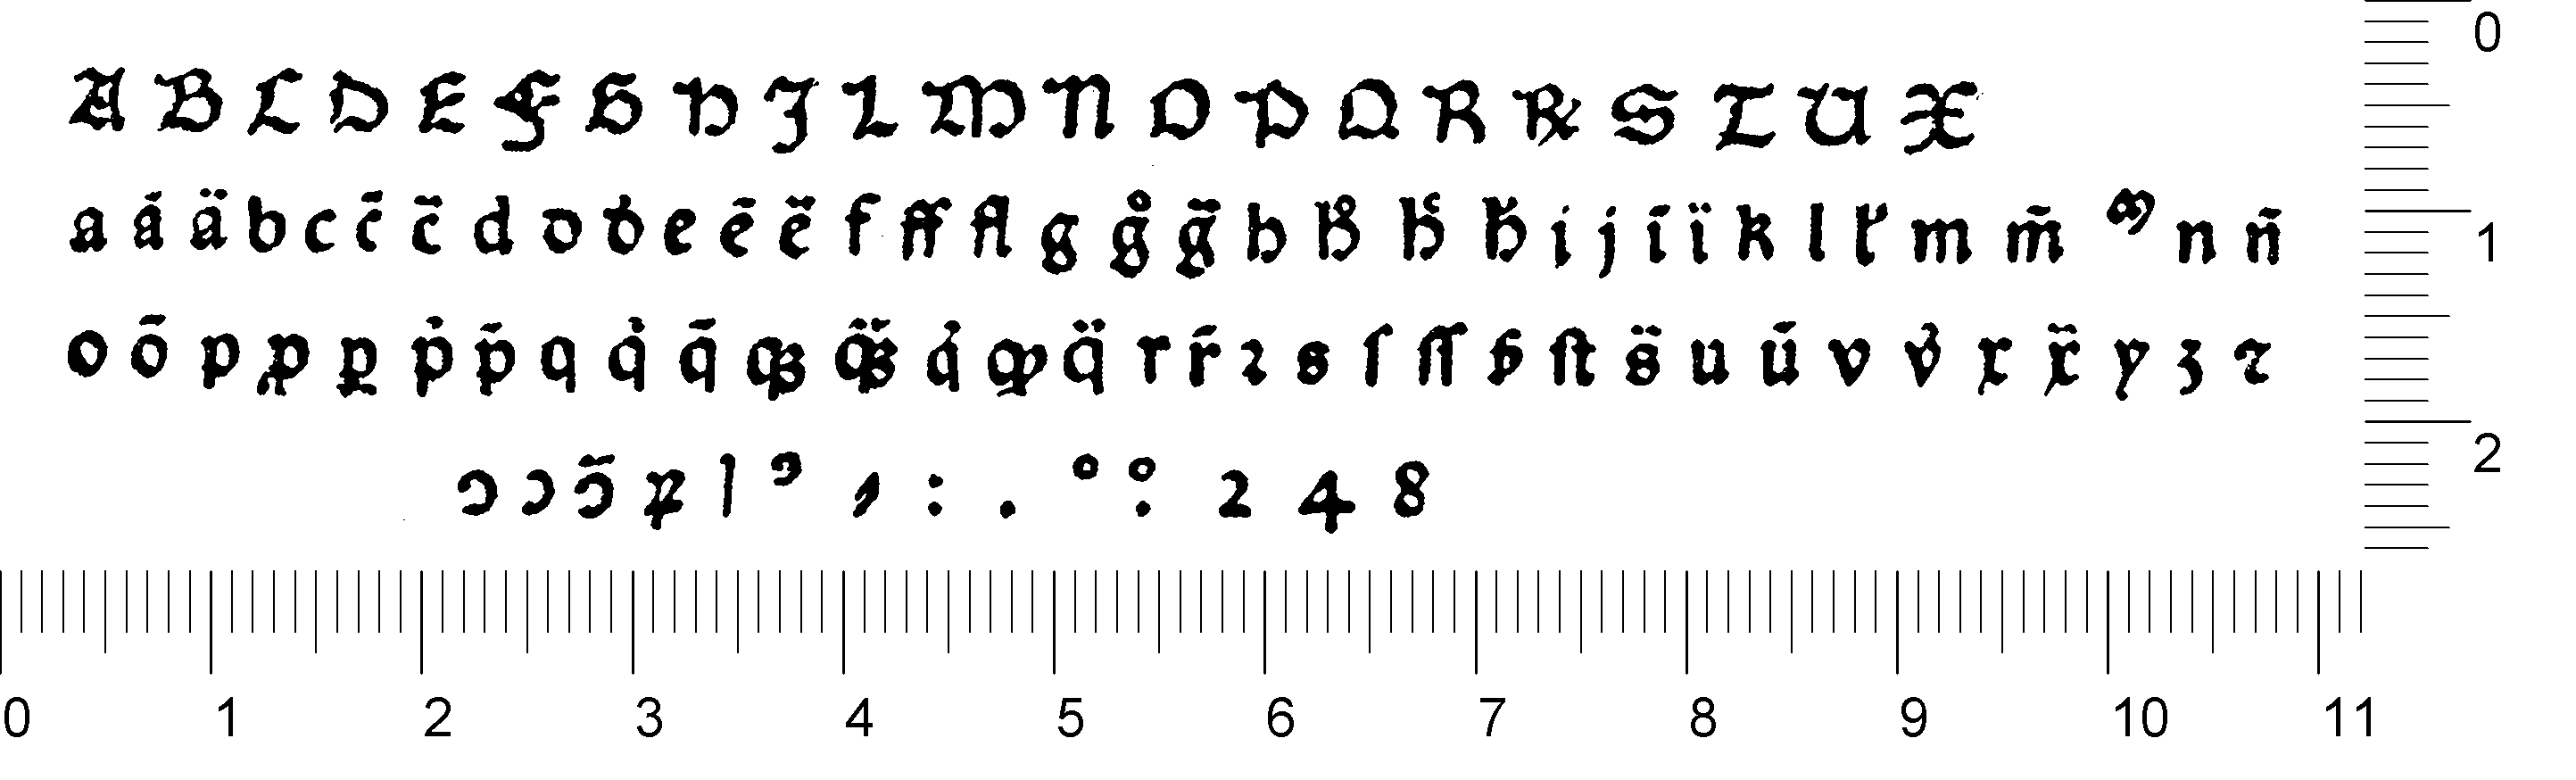 A B C D E F G H J L M N O P Q R ℞ S T U X
a á ä b c c̄ c̃ d d đ e ē ë f ff fl g g̊ g̃ h h̊ h́ ȟ i j ī ï k l l̃ m m̄ ꝝ n ñ
o ō p ꝓ ꝑ ṗ p̄ q q̇ q̄ qꝫ q̈ꝫ q̇ ꝙ q̈ r r̄ ꝛ s ſ ſſ ſ̵ ſt s̈ u ū v v̇ x ẍ y ʒ ⁊
ɔ ɔ ɔ̄ ꝝ l ꝰ , : . ° : 2 4 8
0
1
2
0 1 2 3 4 5 6 7 8 9 10 11